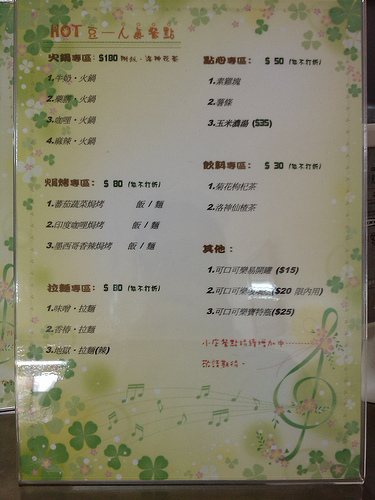 HOT 豆一人氣餐點
火鍋專區: $180 附飯、洛神花茶
1.牛奶・火鍋
2.藥膳・火鍋
3.咖哩・火鍋
4.麻辣・火鍋
焗烤專區: $ 80 (恕不打折)
1.蕃茄蔬菜焗烤 飯 / 麵
2.印度咖哩焗烤 飯 / 麵
3.墨西哥香辣焗烤 飯 / 麵
拉麵專區: $ 80 (恕不打折)
1.味噌・拉麵
2.香椿・拉麵
3.地獄・拉麵(辣)
點心專區: $ 50 (恕不打折)
1.素雞塊
2.薯條
3.玉米濃湯 ($35)
飲料專區: $ 30 (恕不打折)
1.菊花枸杞茶
2.洛神仙楂茶
其他:
1.可口可樂易開罐 ($15)
2.可口可樂 ($20 限內用)
3.可口可樂寶特瓶($25)
小店餐點持續增加中
敬請期待。